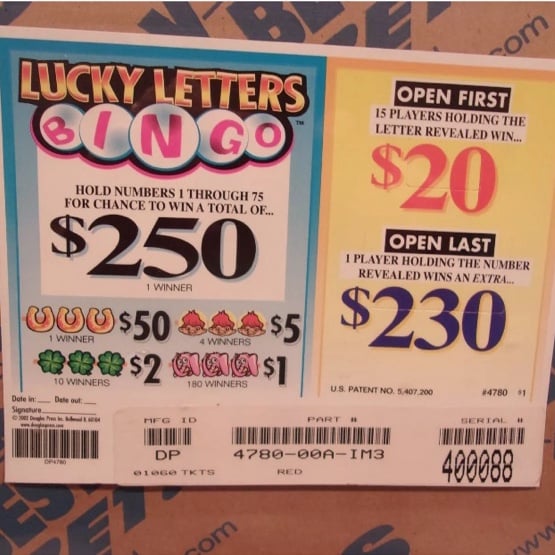 LUCKY LETTERS
BINGO
™
HOLD NUMBERS 1 THROUGH 75
FOR CHANCE TO WIN A TOTAL OF...
$250
1 WINNER
$50
1 WINNER
$5
4 WINNERS
$2
10 WINNERS
$1
180 WINNERS
OPEN FIRST
15 PLAYERS HOLDING THE
LETTER REVEALED WIN...
$20
OPEN LAST
1 PLAYER HOLDING THE NUMBER
REVEALED WINS AN EXTRA...
$230
U.S. PATENT NO. 5,407,200
#4780
Date in: Date out:
Signature
MFG ID
DP
01060 TKTS
PART #
4780-00A-IM3
RED
SERIAL #
400088
DP4780
.com
.com